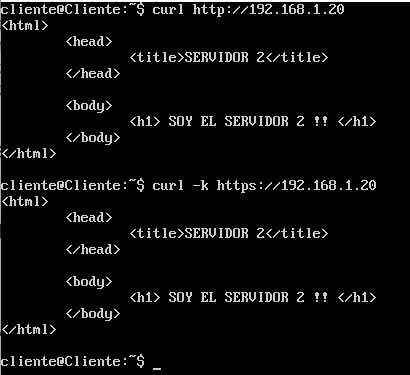 cliente@Cliente:~$ curl http://192.168.1.20
<html>
<head>
<title>SERVIDOR 2</title>
</head>
<body>
<h1> SOY EL SERVIDOR 2 !! </h1>
</body>
</html>
cliente@Cliente:~$ curl -k https://192.168.1.20
<html>
<head>
<title>SERVIDOR 2</title>
</head>
<body>
<h1> SOY EL SERVIDOR 2 !! </h1>
</body>
</html>
cliente@Cliente:~$ _